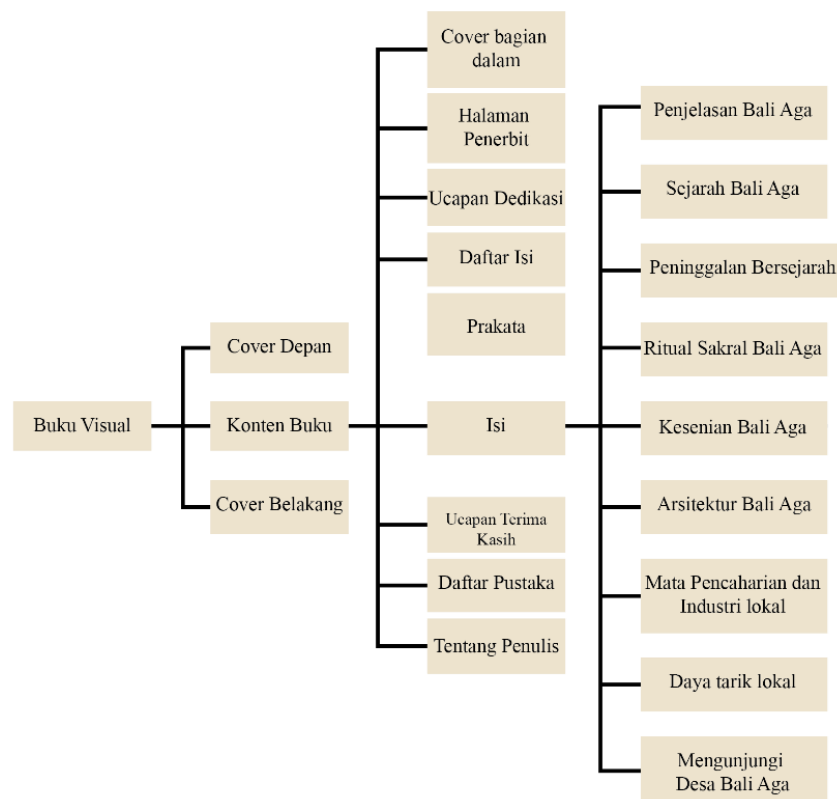 Buku Visual
Cover Depan
Konten Buku
Cover Belakang
Cover bagian
dalam
Halaman
Penerbit
Ucapan Dedikasi
Daftar Isi
Prakata
Isi
Ucapan Terima
Kasih
Daftar Pustaka
Tentang Penulis
Penjelasan Bali Aga
Sejarah Bali Aga
Peninggalan Bersejarah
Ritual Sakral Bali Aga
Kesenian Bali Aga
Arsitektur Bali Aga
Mata Pencaharian dan
Industri lokal
Daya tarik lokal
Mengunjungi
Desa Bali Aga